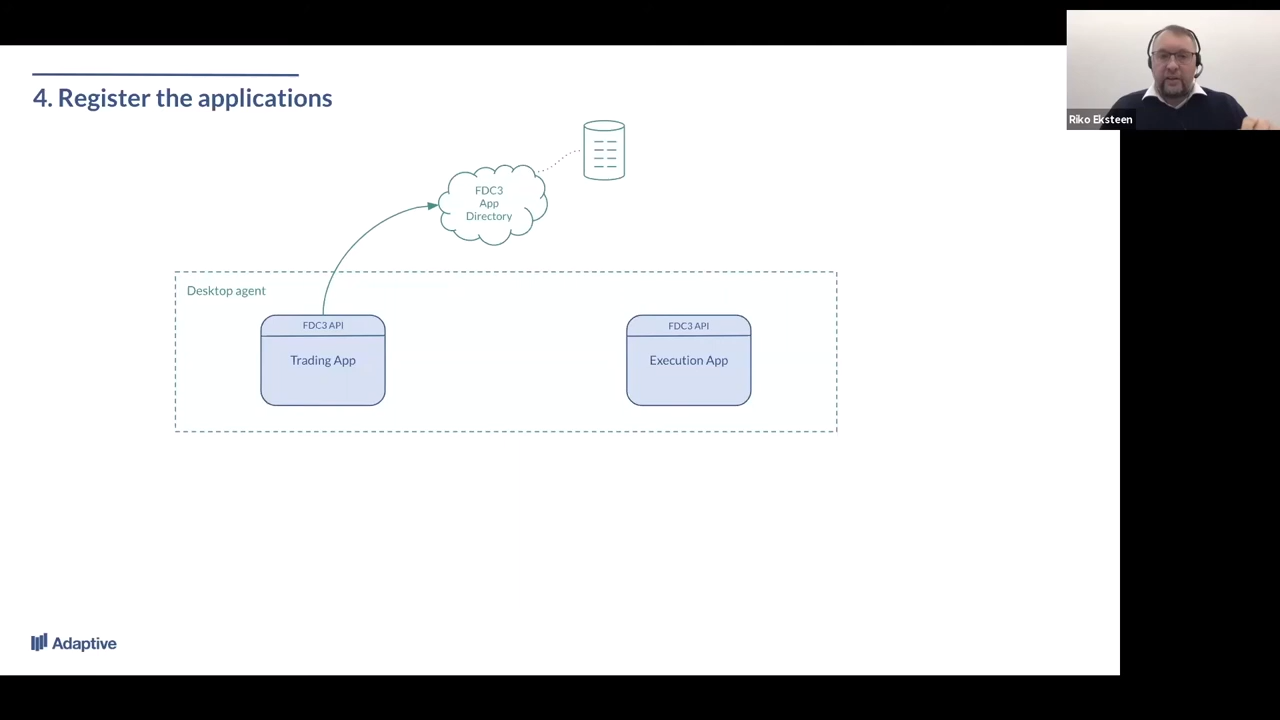 4. Register the applications
FDC3
App
Directory
Desktop agent
FDC3 API
Trading App
FDC3 API
Execution App
Adaptive
Riko Eksteen